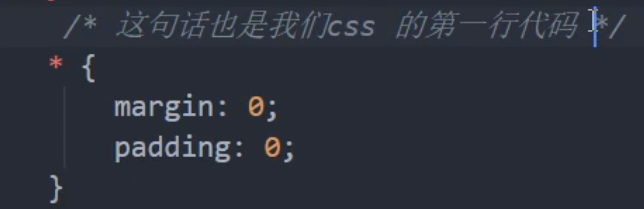 /* 这句话也是我们css 的第一行代码 */
* {
margin: 0;
padding: 0;
}